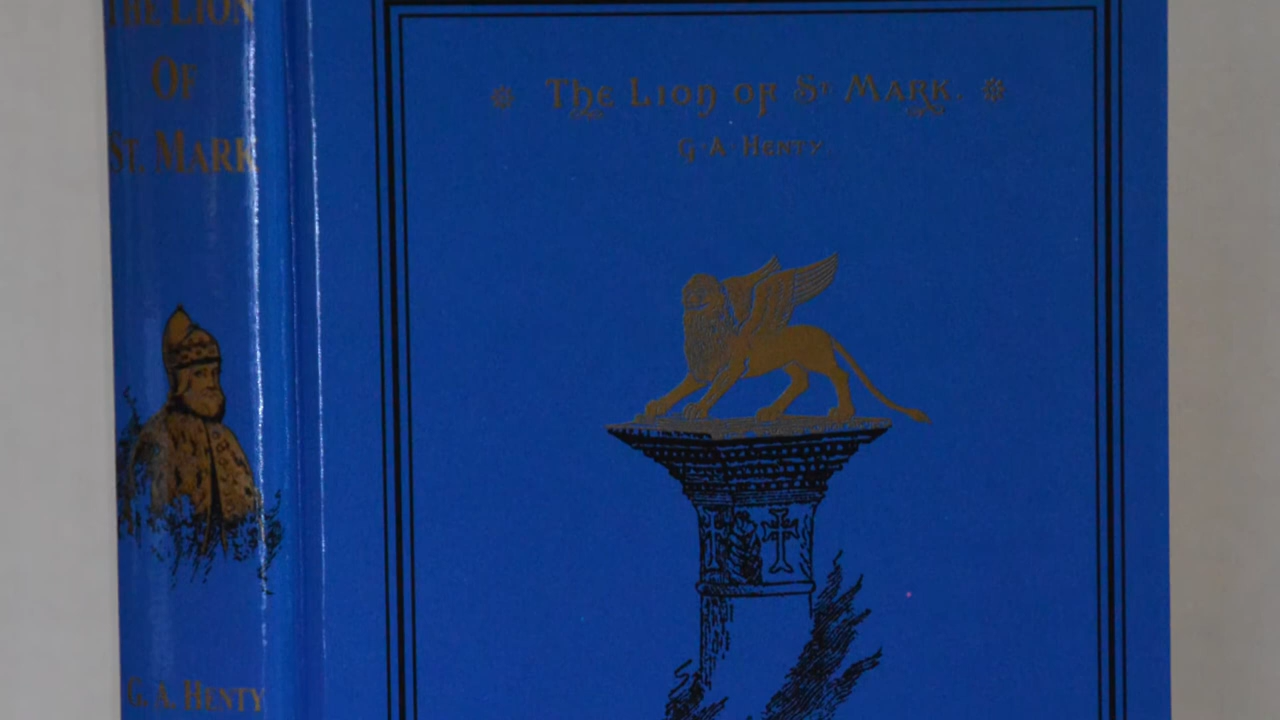 THE LION
OF
ST. MARK
G. A. HENTY
The Lion of St Mark.
G. A. Henty.